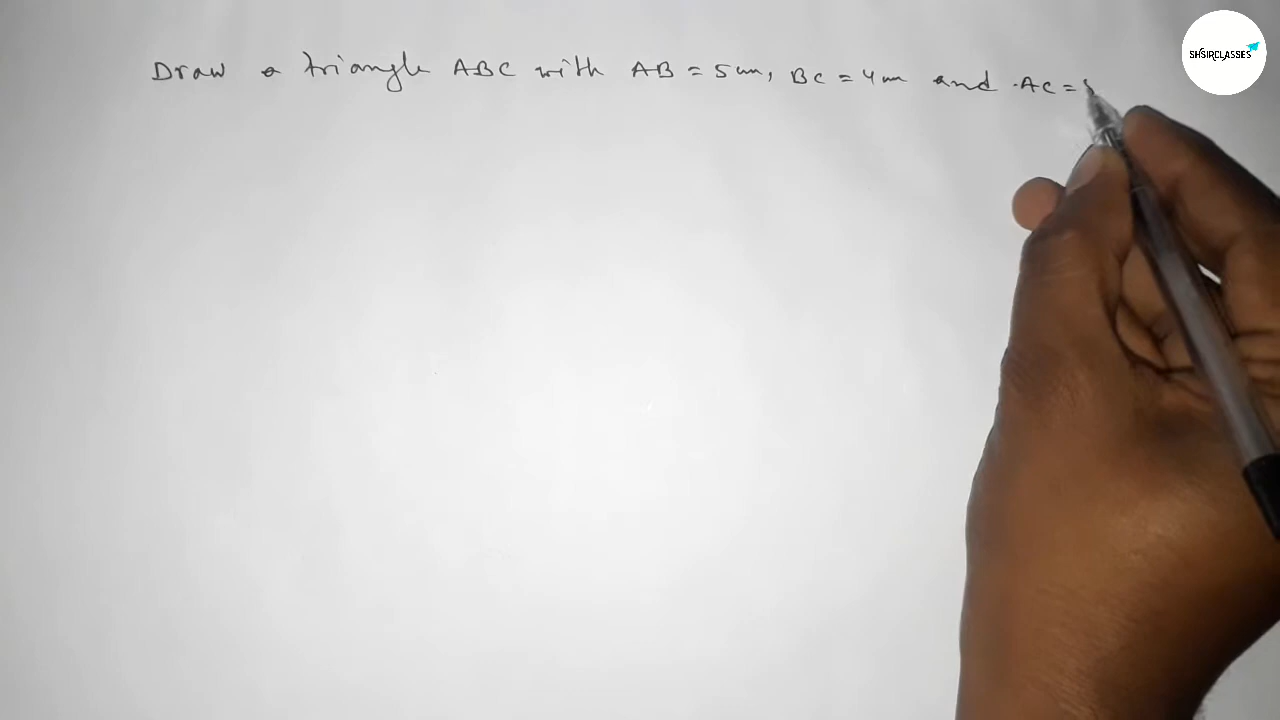 Draw a triangle ABC with AB = 5cm, BC = 4cm and AC =
SHSIRCLASSES